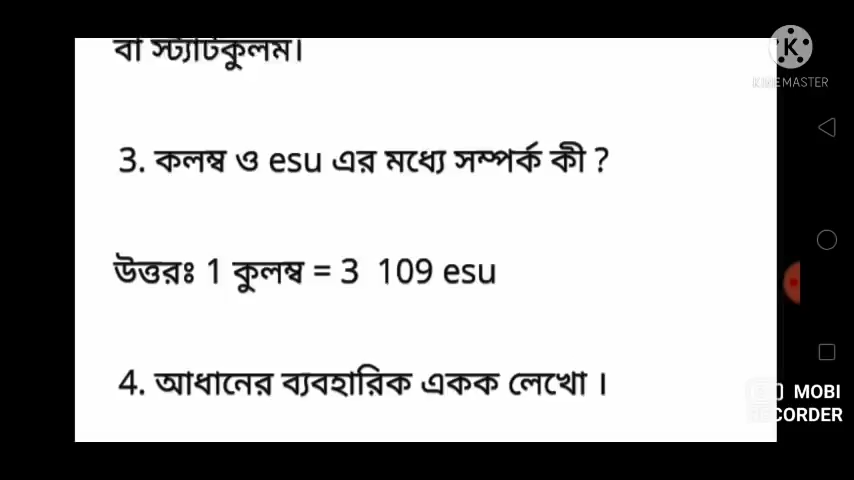 বা স্ট্যাটকুলম।
K
KINEMASTER
3. কলম্ব ও esu এর মধ্যে সম্পর্ক কী ?
উত্তরঃ 1 কুলম্ব = 3 109 esu
4. আধানের ব্যবহারিক একক লেখো ।
MOBI
RECORDER